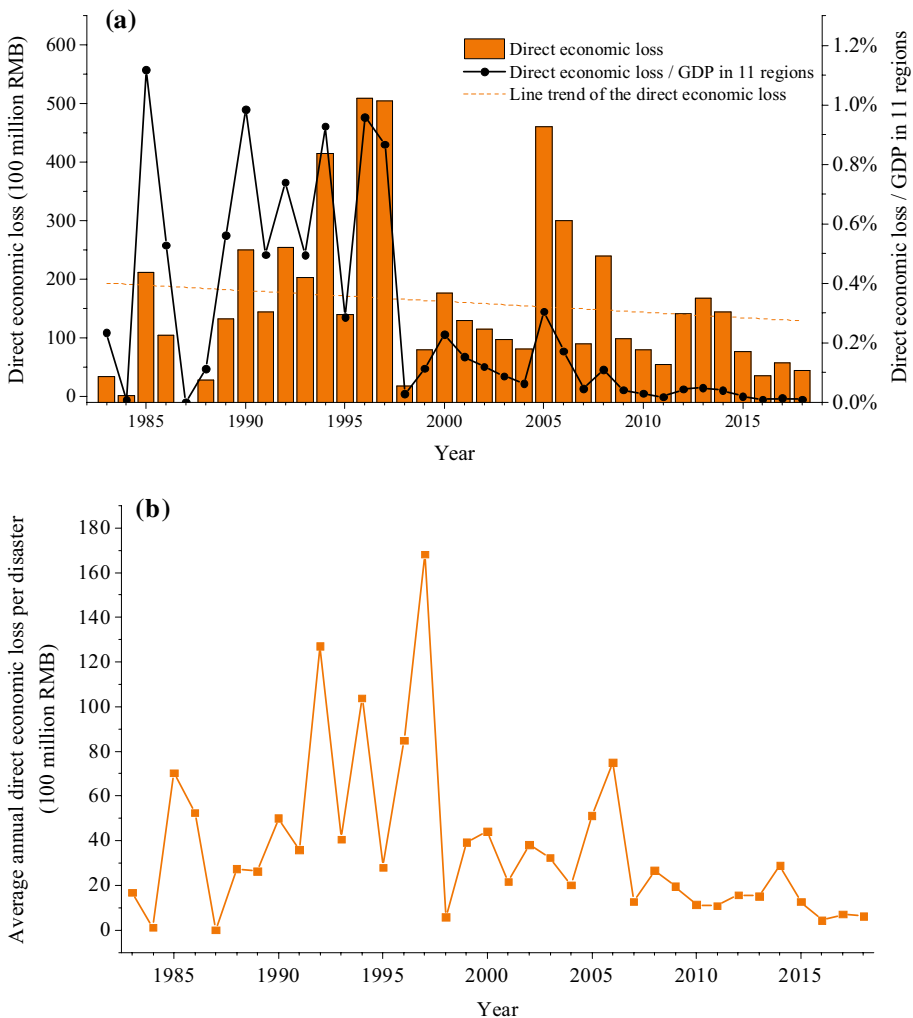 (a)
Direct economic loss
Direct economic loss / GDP in 11 regions
Line trend of the direct economic loss
Direct economic loss (100 million RMB)
600
500
400
300
200
100
0
1.2%
1.0%
0.8%
0.6%
0.4%
0.2%
0.0%
Direct economic loss / GDP in 11 regions
1985 1990 1995 2000 2005 2010 2015
Year
(b)
Average annual direct economic loss per disaster
(100 million RMB)
180
160
140
120
100
80
60
40
20
0
1985 1990 1995 2000 2005 2010 2015
Year